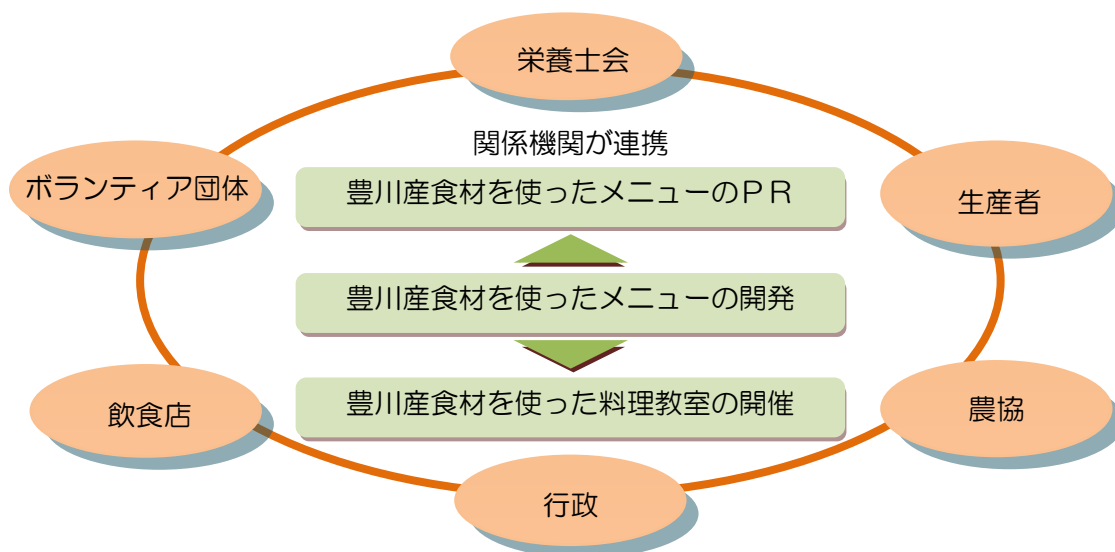 栄養士会
関係機関が連携
ボランティア団体
豊川産食材を使ったメニューのＰＲ
生産者
豊川産食材を使ったメニューの開発
飲食店
豊川産食材を使った料理教室の開催
農協
行政